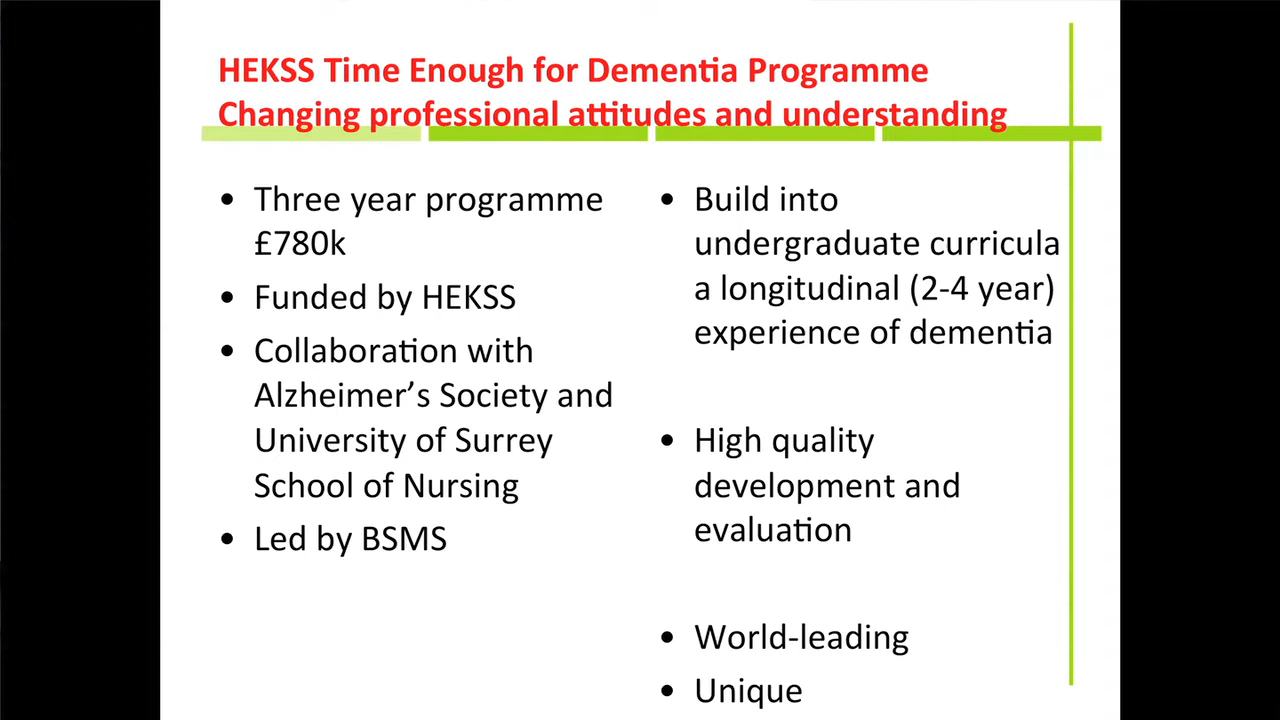 HEKSS Time Enough for Dementia Programme
Changing professional attitudes and understanding
• Three year programme
£780k
• Funded by HEKSS
• Collaboration with
Alzheimer’s Society and
University of Surrey
School of Nursing
• Led by BSMS
• Build into
undergraduate curricula
a longitudinal (2-4 year)
experience of dementia
• High quality
development and
evaluation
• World-leading
• Unique